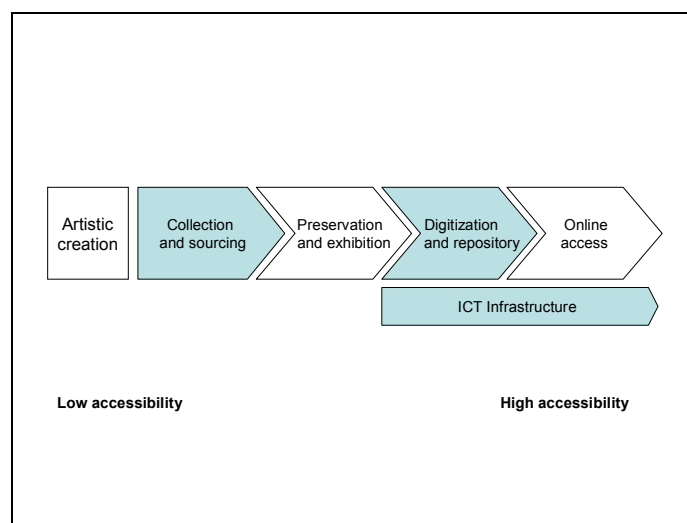 Artistic
creation
Collection
and sourcing
Preservation
and exhibition
Digitization
and repository
Online
access
ICT Infrastructure
Low accessibility
High accessibility